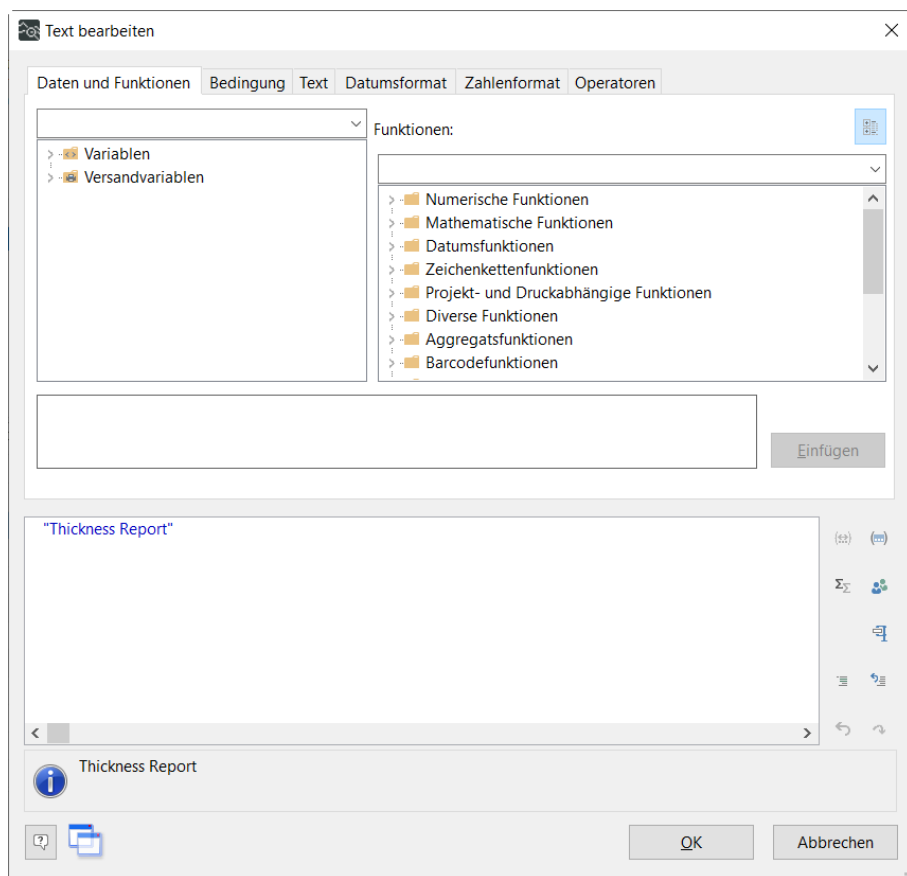 Text bearbeiten
Daten und Funktionen Bedingung Text Datumsformat Zahlenformat Operatoren
Funktionen:
Variablen
Versandvariablen
Numerische Funktionen
Mathematische Funktionen
Datumsfunktionen
Zeichenkettenfunktionen
Projekt- und Druckabhängige Funktionen
Diverse Funktionen
Aggregatsfunktionen
Barcodefunktionen
Einfügen
"Thickness Report"
Thickness Report
OK Abbrechen